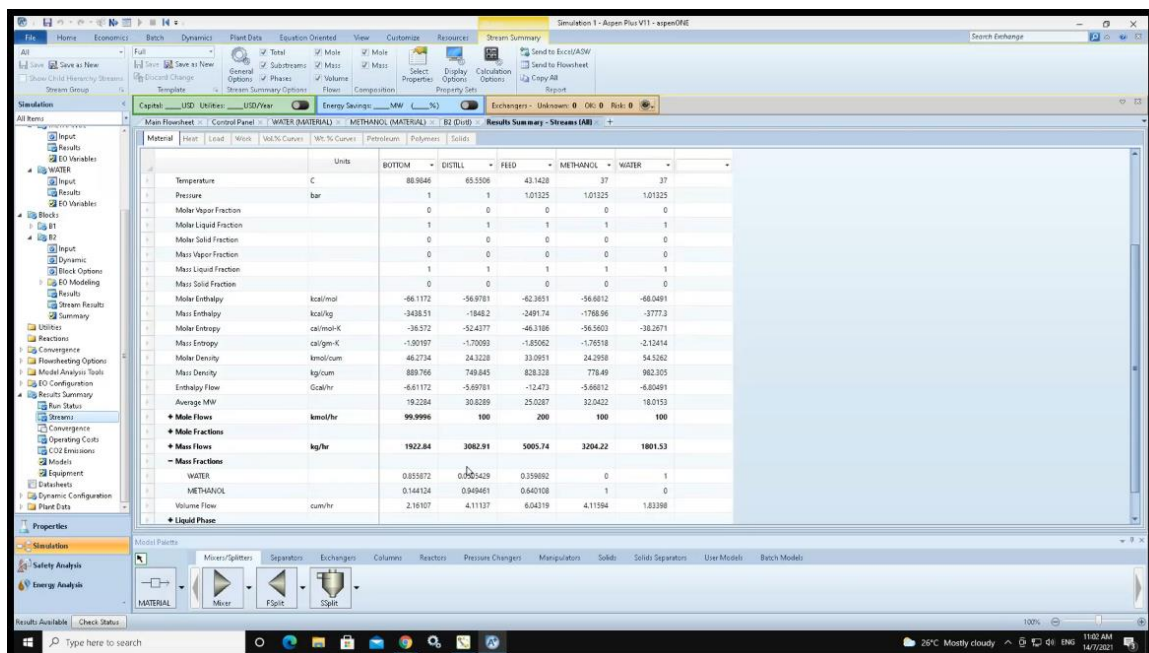 Simulation 1 - Aspen Plus V11 - aspenONE
File Home Economics Batch Dynamics Plant Data Equation Oriented View Customize Resources Stream Summary Search Exchange
All Full Total Mole Mole Send to Excel/ASW
Save Save as New Save Save as New Substreams Mass Mass Send to Flowsheet
Show Child Hierarchy Streams Discard Change General Options Phases Volume Select Properties Display Options Calculation Options Copy All
Stream Group Template Stream Summary Options Flows Composition Property Sets Report
Simulation Capital: ____USD Utilities: ____USD/Year Energy Savings: ____MW (____%) Exchangers - Unknown: 0 OK: 0 Risk: 0
All Items Main Flowsheet Control Panel WATER (MATERIAL) METHANOL (MATERIAL) B2 (Distl) Results Summary - Streams (All) +
Material Heat Load Work Vol.% Curves Wt. % Curves Petroleum Polymers Solids
Input
Results
EO Variables
WATER
Input
Results
EO Variables
Blocks
B1
B2
Input
Dynamic
Block Options
EO Modeling
Results
Stream Results
Summary
Utilities
Reactions
Convergence
Flowsheeting Options
Model Analysis Tools
EO Configuration
Results Summary
Run Status
Streams
Convergence
Operating Costs
CO2 Emissions
Models
Equipment
Datasheets
Dynamic Configuration
Plant Data
Properties
Simulation
Safety Analysis
Energy Analysis
Units BOTTOM DISTILL FEED METHANOL WATER
Temperature C 88.9846 65.5506 43.1428 37 37
Pressure bar 1 1 1.01325 1.01325 1.01325
Molar Vapor Fraction 0 0 0 0 0
Molar Liquid Fraction 1 1 1 1 1
Molar Solid Fraction 0 0 0 0 0
Mass Vapor Fraction 0 0 0 0 0
Mass Liquid Fraction 1 1 1 1 1
Mass Solid Fraction 0 0 0 0 0
Molar Enthalpy kcal/mol -66.1172 -56.9781 -62.3651 -56.6812 -68.0491
Mass Enthalpy kcal/kg -3438.51 -1848.2 -2491.74 -1768.96 -3777.3
Molar Entropy cal/mol-K -36.572 -52.4377 -46.3186 -56.5603 -38.2671
Mass Entropy cal/gm-K -1.90197 -1.70093 -1.85062 -1.76518 -2.12414
Molar Density kmol/cum 46.2734 24.3228 33.0951 24.2958 54.5262
Mass Density kg/cum 889.766 749.845 828.328 778.49 982.305
Enthalpy Flow Gcal/hr -6.61172 -5.69781 -12.473 -5.66812 -6.80491
Average MW 19.2284 30.8289 25.0287 32.0422 18.0153
+ Mole Flows kmol/hr 99.9996 100 200 100 100
+ Mole Fractions
+ Mass Flows kg/hr 1922.84 3082.91 5005.74 3204.22 1801.53
− Mass Fractions
WATER 0.855872 0.0505429 0.359892 0 1
METHANOL 0.144124 0.949461 0.640108 1 0
Volume Flow cum/hr 2.16107 4.11137 6.04319 4.11594 1.83398
+ Liquid Phase
Model Palette
Mixers/Splitters Separators Exchangers Columns Reactors Pressure Changers Manipulators Solids Solids Separators User Models Batch Models
MATERIAL Mixer FSplit SSplit
Results Available Check Status 100%
Type here to search 26°C Mostly cloudy ENG 11:02 AM
14/7/2021